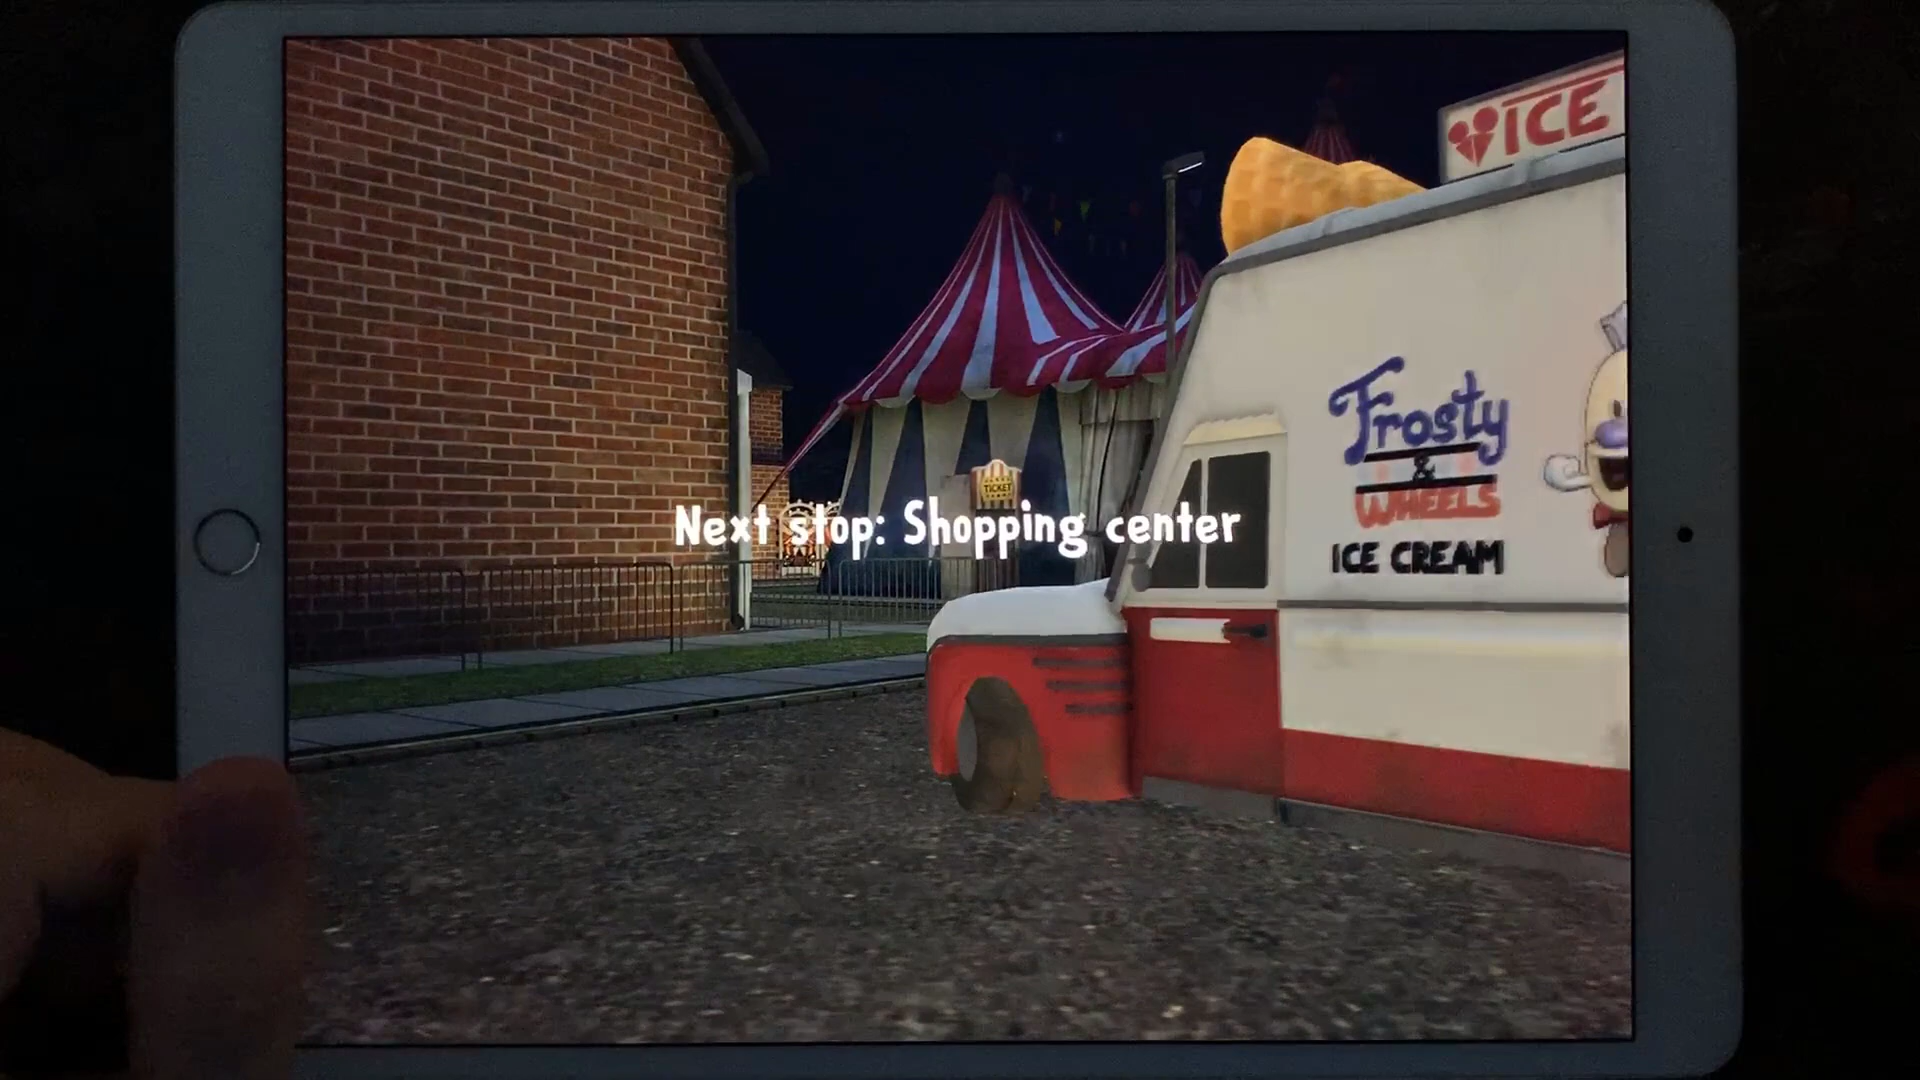 ICE
Frosty
&
WHEELS
ICE CREAM
TICKET
Next stop: Shopping center